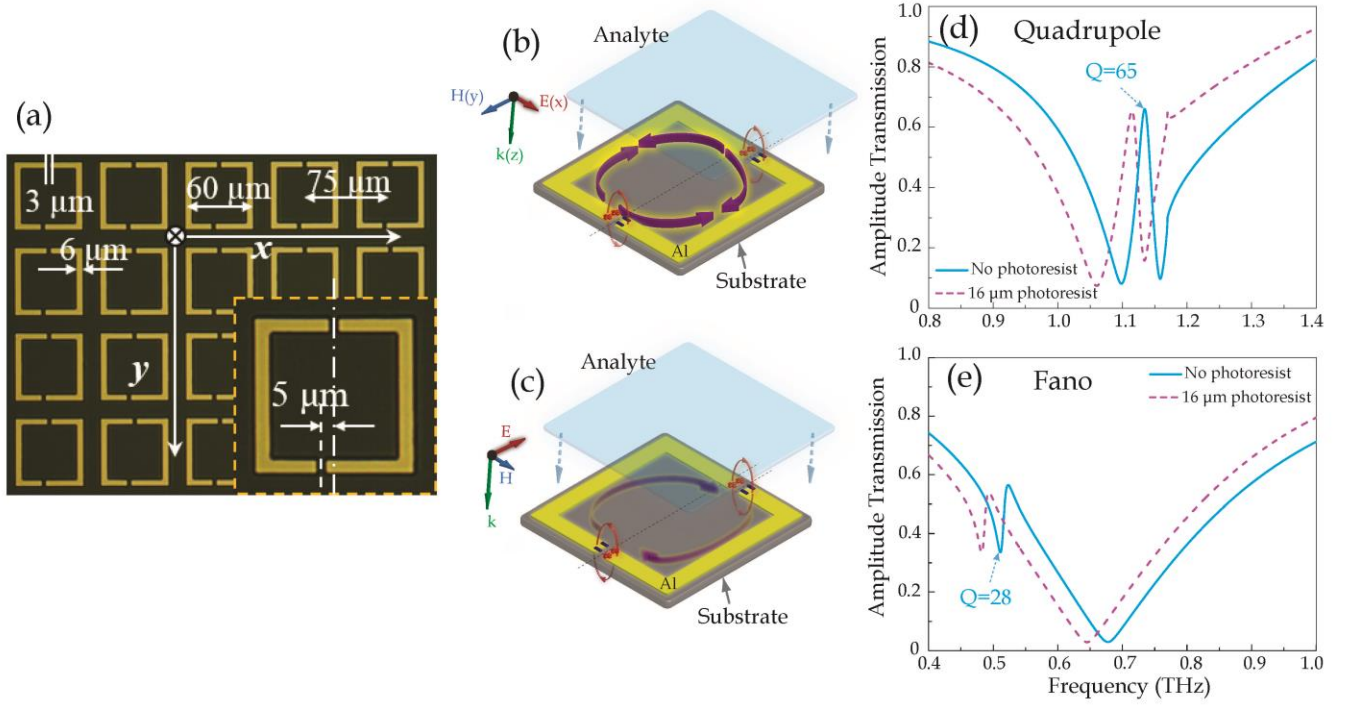 (a)
3 μm
60 μm
75 μm
6 μm
x
y
5 μm
(b)
Analyte
H(y)
E(x)
k(z)
Al
Substrate
(c)
Analyte
E
H
k
Al
Substrate
(d)
Quadrupole
Q=65
Amplitude Transmission
1.0
0.8
0.6
0.4
0.2
0
No photoresist
16 μm photoresist
0.8 0.9 1.0 1.1 1.2 1.3 1.4
(e)
Fano
No photoresist
16 μm photoresist
Q=28
Amplitude Transmission
1.0
0.8
0.6
0.4
0.2
0
0.4 0.5 0.6 0.7 0.8 0.9 1.0
Frequency (THz)